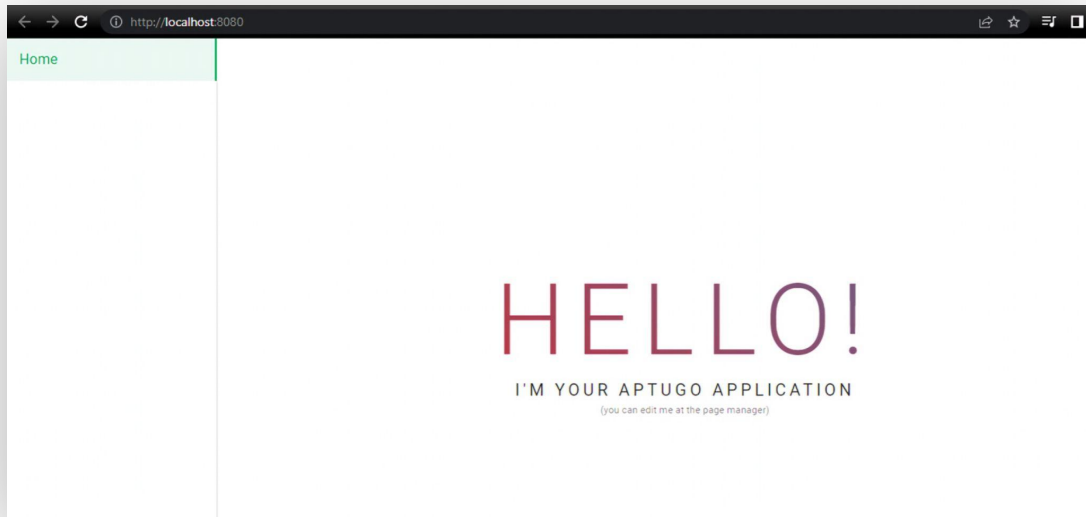 http://localhost:8080
Home
HELLO!
I'M YOUR APTUGO APPLICATION
(you can edit me at the page manager)